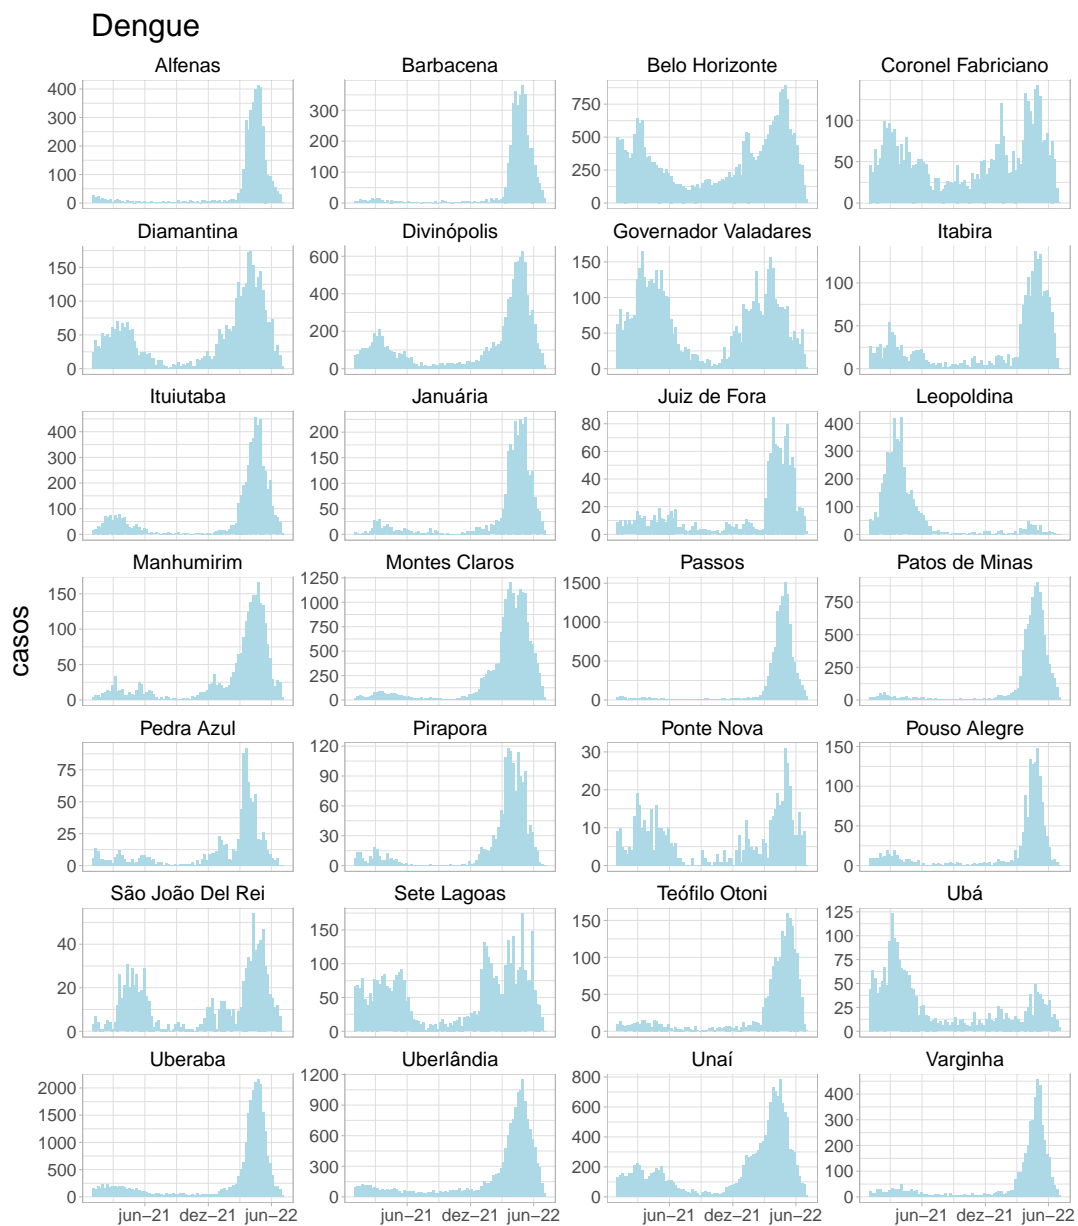 Dengue
Alfenas Barbacena Belo Horizonte Coronel Fabriciano
400 300 200 100 0
300 200 100 0
750 500 250 0
100 50 0
Diamantina Divinópolis Governador Valadares Itabira
150 100 50 0
600 400 200 0
150 100 50 0
100 50 0
Ituiutaba Januária Juiz de Fora Leopoldina
400 300 200 100 0
200 150 100 50 0
80 60 40 20 0
400 300 200 100 0
Manhumirim Montes Claros Passos Patos de Minas
150 100 50 0
1250 1000 750 500 250 0
1500 1000 500 0
750 500 250 0
casos
Pedra Azul Pirapora Ponte Nova Pouso Alegre
75 50 25 0
120 90 60 30 0
30 20 10 0
150 100 50 0
São João Del Rei Sete Lagoas Teófilo Otoni Ubá
40 20 0
150 100 50 0
150 100 50 0
125 100 75 50 25 0
Uberaba Uberlândia Unaí Varginha
2000 1500 1000 500 0
1200 900 600 300 0
800 600 400 200 0
400 300 200 100 0
jun–21 dez–21 jun–22 jun–21 dez–21 jun–22 jun–21 dez–21 jun–22 jun–21 dez–21 jun–22